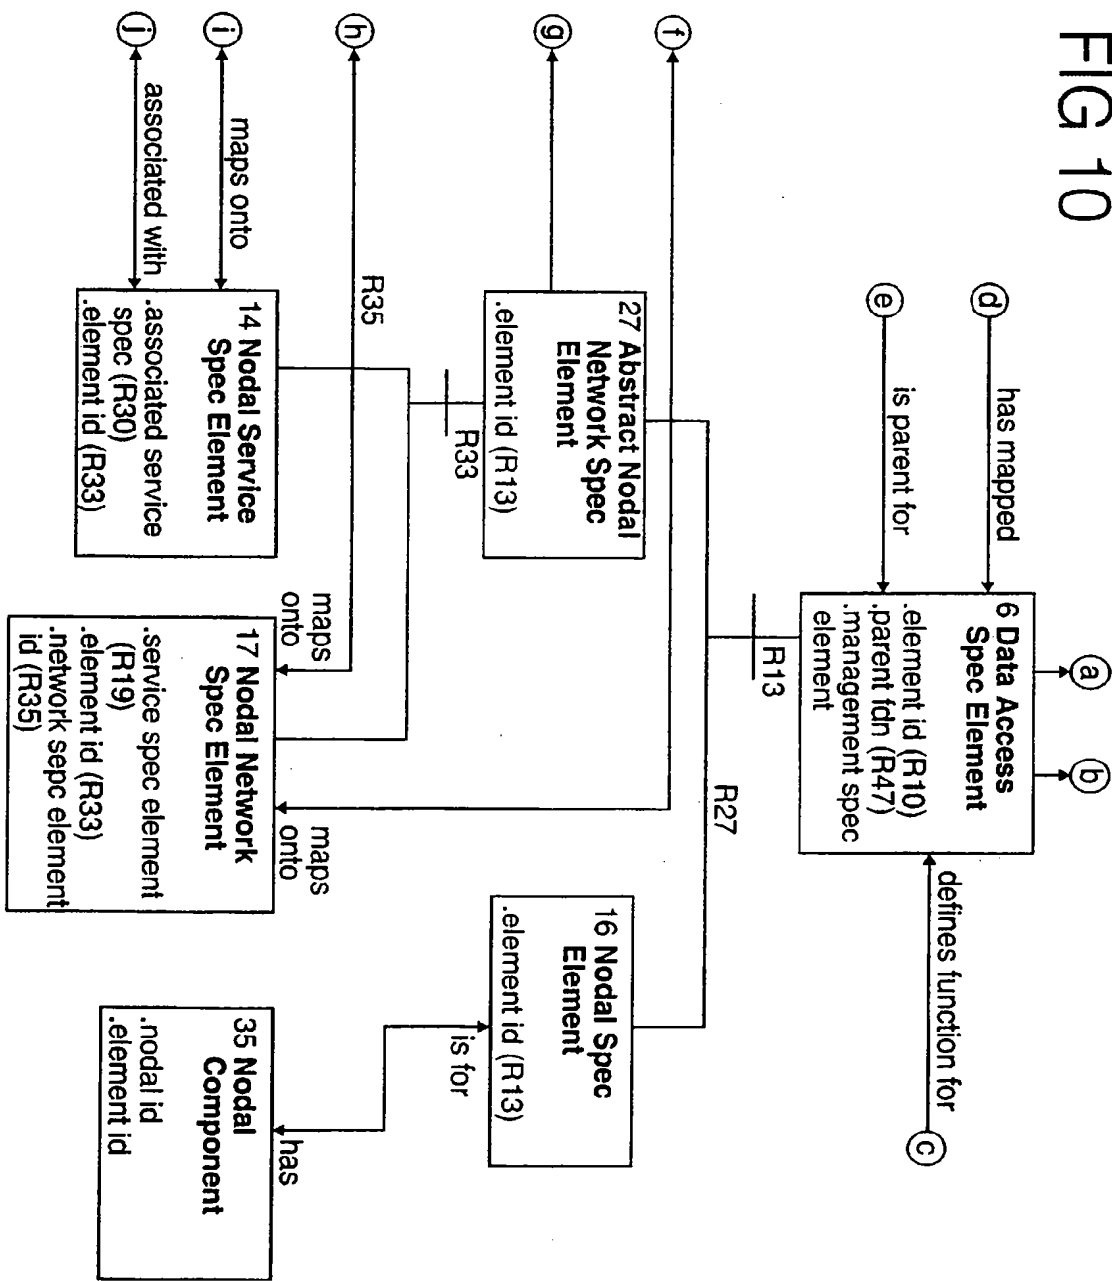 FIG 10
a
b
d
has mapped
e
is parent for
6 Data Access
Spec Element
.element id (R10)
.parent fdn (R47)
.management spec
element
defines function for
c
R13
R27
f
g
27 Abstract Nodal
Network Spec
Element
.element id (R13)
16 Nodal Spec
Element
.element id (R13)
is for
R33
h
R35
maps
onto
maps
onto
has
i
maps onto
j
associated with
14 Nodal Service
Spec Element
.associated service
spec (R30)
.element id (R33)
17 Nodal Network
Spec Element
.service spec element
(R19)
.element id (R33)
.network sepc element
id (R35)
35 Nodal
Component
.nodal id
.element id